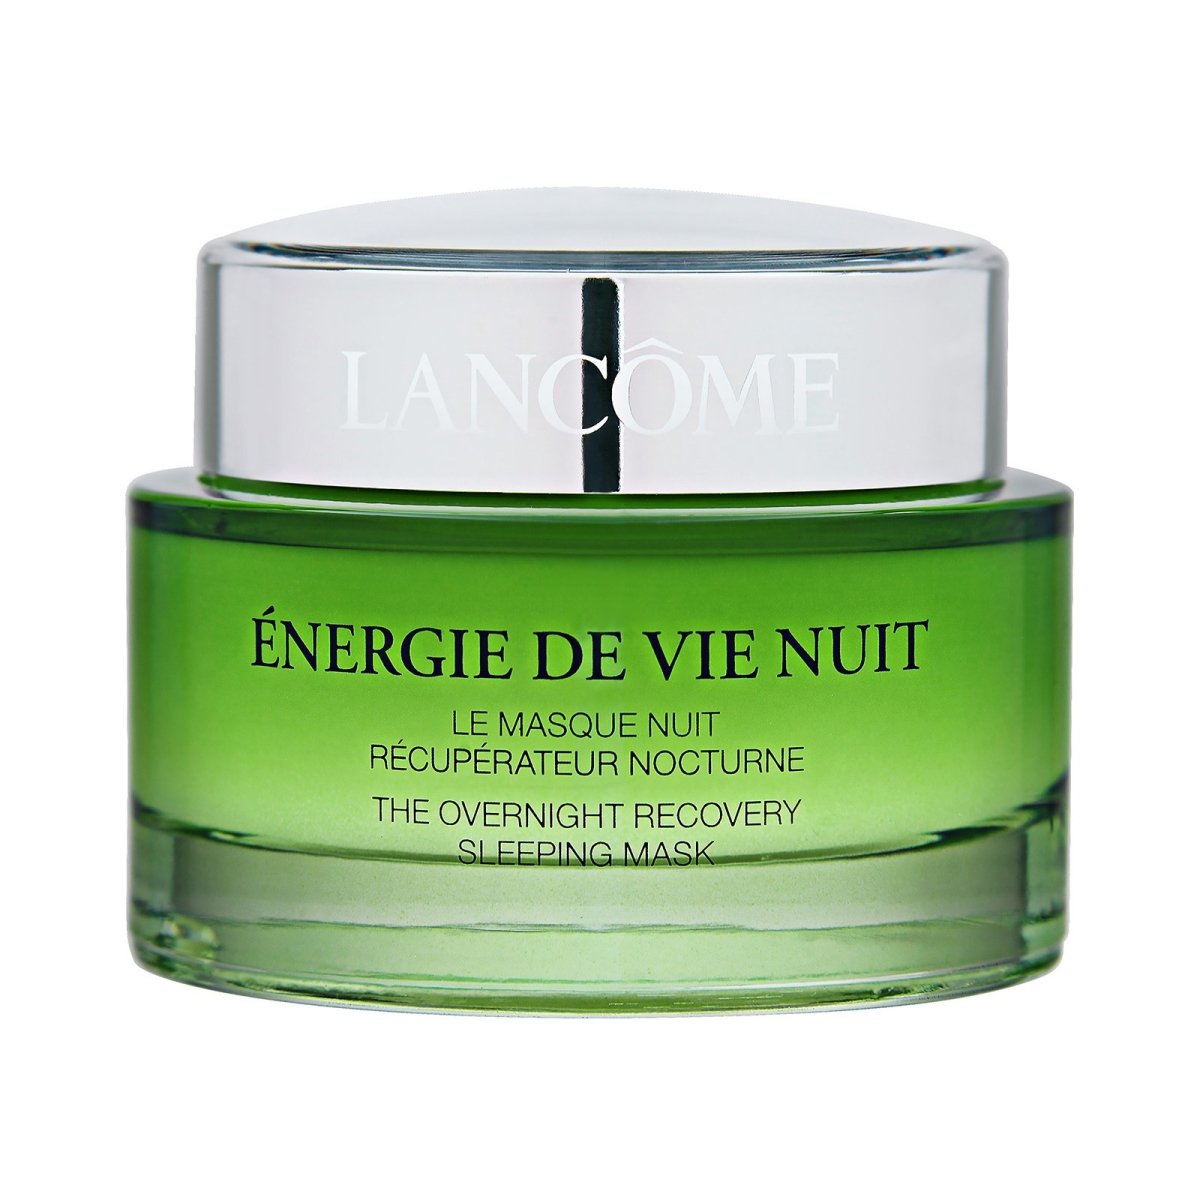 LANCÔME
ÉNERGIE DE VIE NUIT
LE MASQUE NUIT
RÉCUPÉRATEUR NOCTURNE
THE OVERNIGHT RECOVERY
SLEEPING MASK